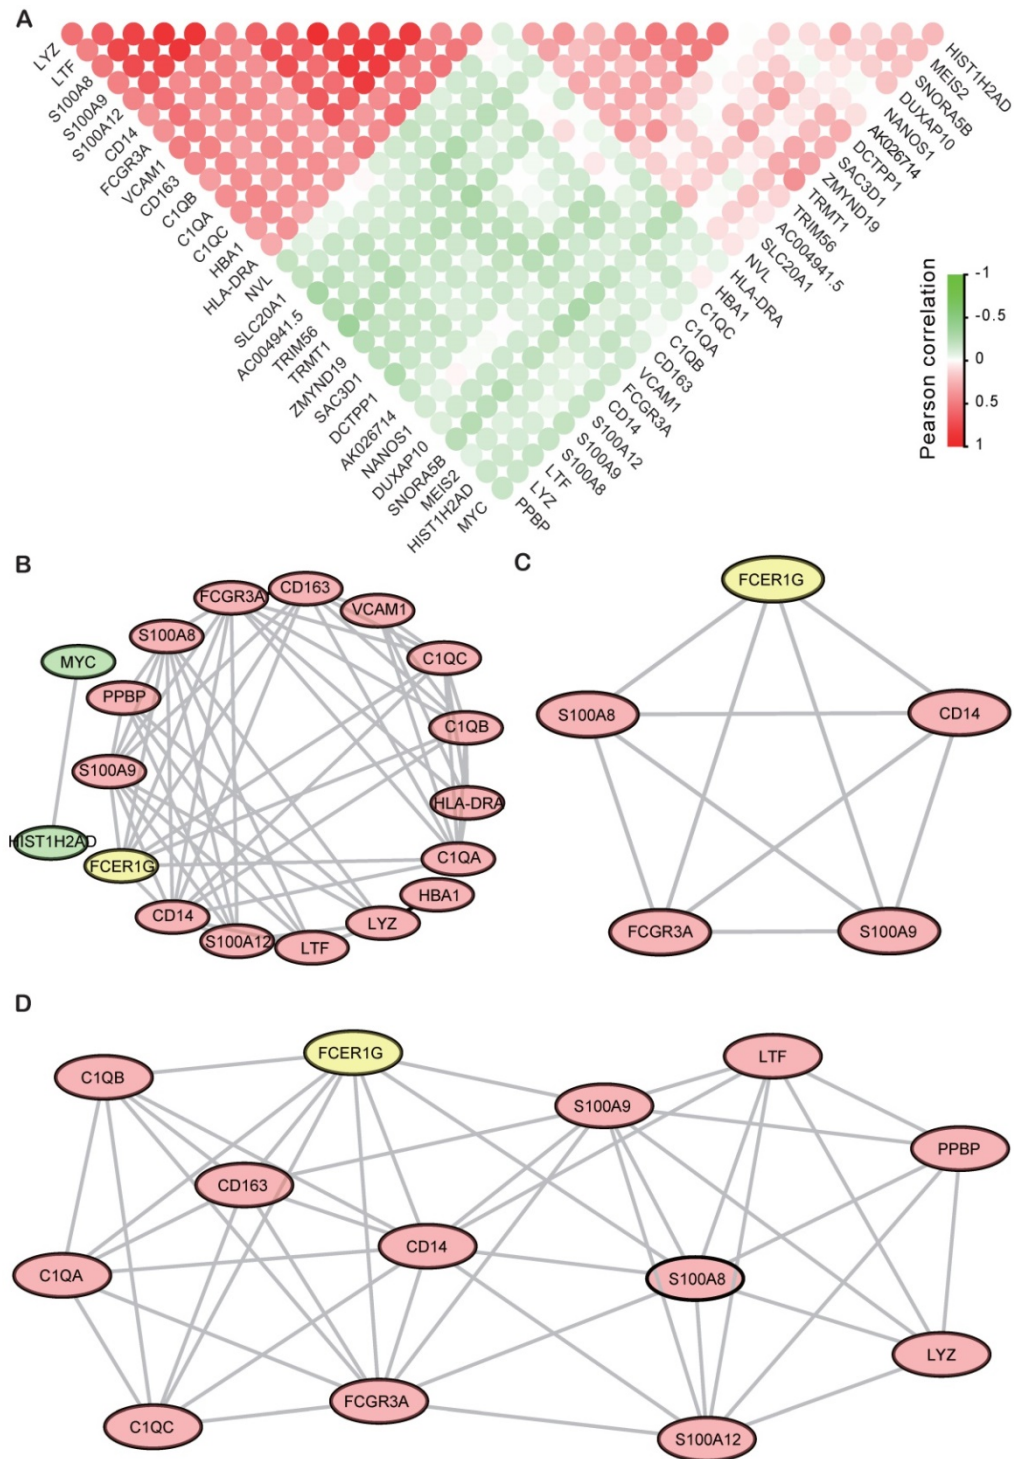 A
LYZ
LTF
S100A8
S100A9
S100A12
CD14
FCGR3A
VCAM1
CD163
C1QB
C1QA
C1QC
HBA1
HLA-DRA
NVL
SLC20A1
AC004941.5
TRIM56
TRMT1
ZMYND19
SAC3D1
DCTPP1
AK026714
NANOS1
DUXAP10
SNORA5B
MEIS2
HIST1H2AD
MYC
HIST1H2AD
MEIS2
SNORA5B
DUXAP10
NANOS1
AK026714
DCTPP1
SAC3D1
ZMYND19
TRMT1
TRIM56
AC004941.5
SLC20A1
NVL
HLA-DRA
HBA1
C1QC
C1QA
C1QB
CD163
VCAM1
FCGR3A
CD14
S100A12
S100A9
S100A8
LTF
LYZ
PPBP
Pearson correlation
-1
-0.5
0
0.5
1
B
FCGR3A
CD163
VCAM1
S100A8
C1QC
MYC
PPBP
C1QB
S100A9
HLA-DRA
HIST1H2AD
FCER1G
C1QA
HBA1
CD14
LYZ
S100A12
LTF
C
FCER1G
S100A8
CD14
FCGR3A
S100A9
D
FCER1G
LTF
C1QB
S100A9
PPBP
CD163
CD14
C1QA
S100A8
LYZ
FCGR3A
C1QC
S100A12